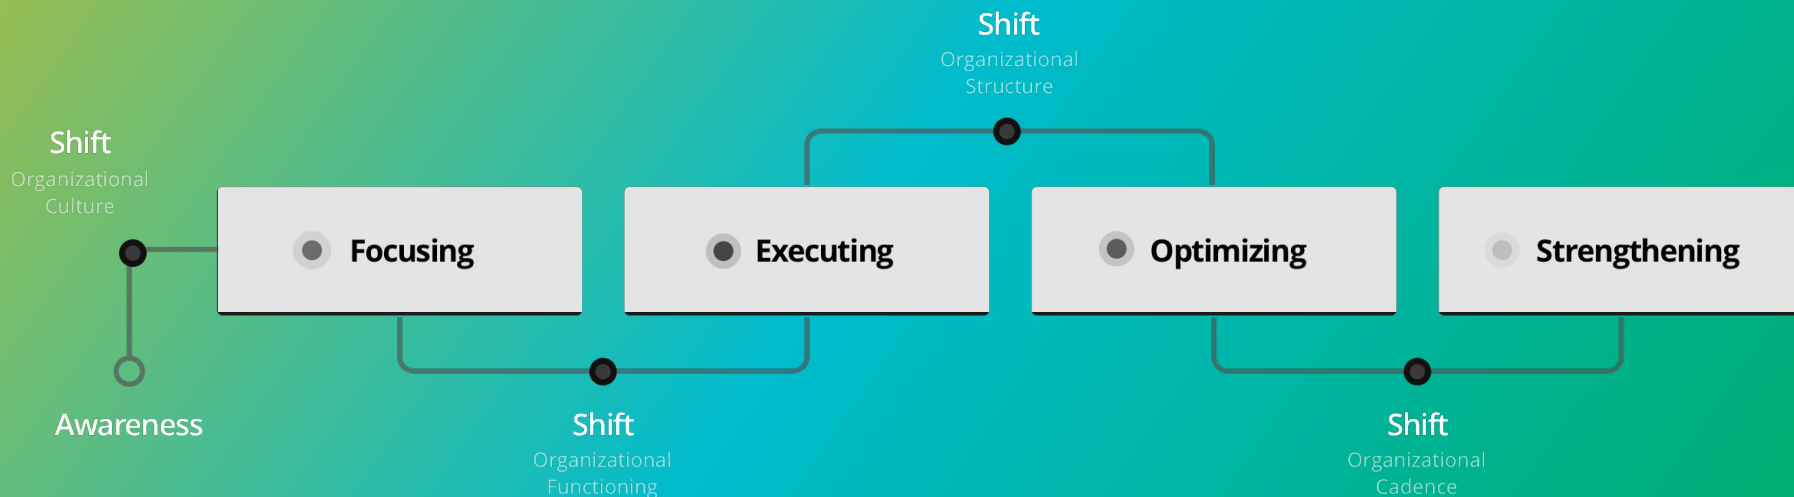 Shift
Organizational
Structure
Shift
Organizational
Culture
Focusing
Executing
Optimizing
Strengthening
Awareness
Shift
Organizational
Functioning
Shift
Organizational
Cadence